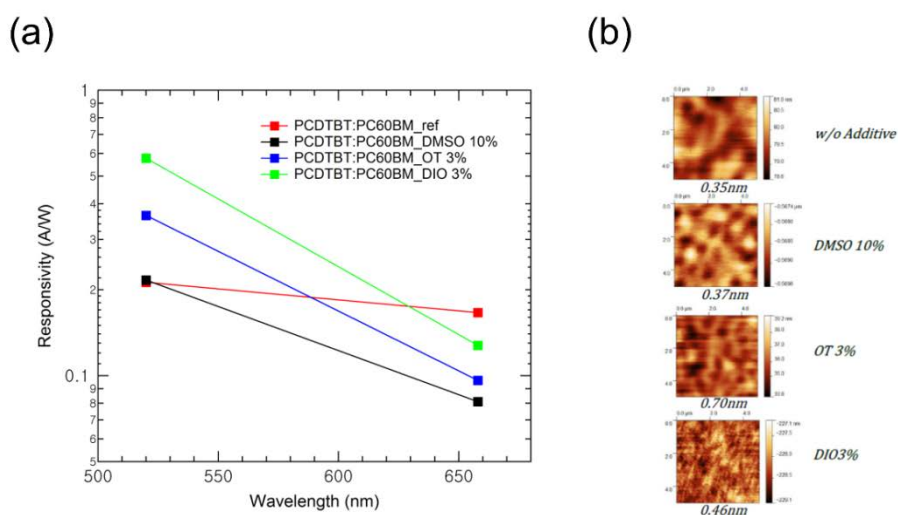 (a)
(b)
1
9
8
7
6
5
4
3
2
0.1
9
8
7
6
5
500
550
600
650
Responsivity (A/W)
Wavelength (nm)
PCDTBT:PC60BM_ref
PCDTBT:PC60BM_DMSO 10%
PCDTBT:PC60BM_OT 3%
PCDTBT:PC60BM_DIO 3%
w/o Additive
0.35nm
DMSO 10%
0.37nm
OT 3%
0.70nm
DIO3%
0.46nm